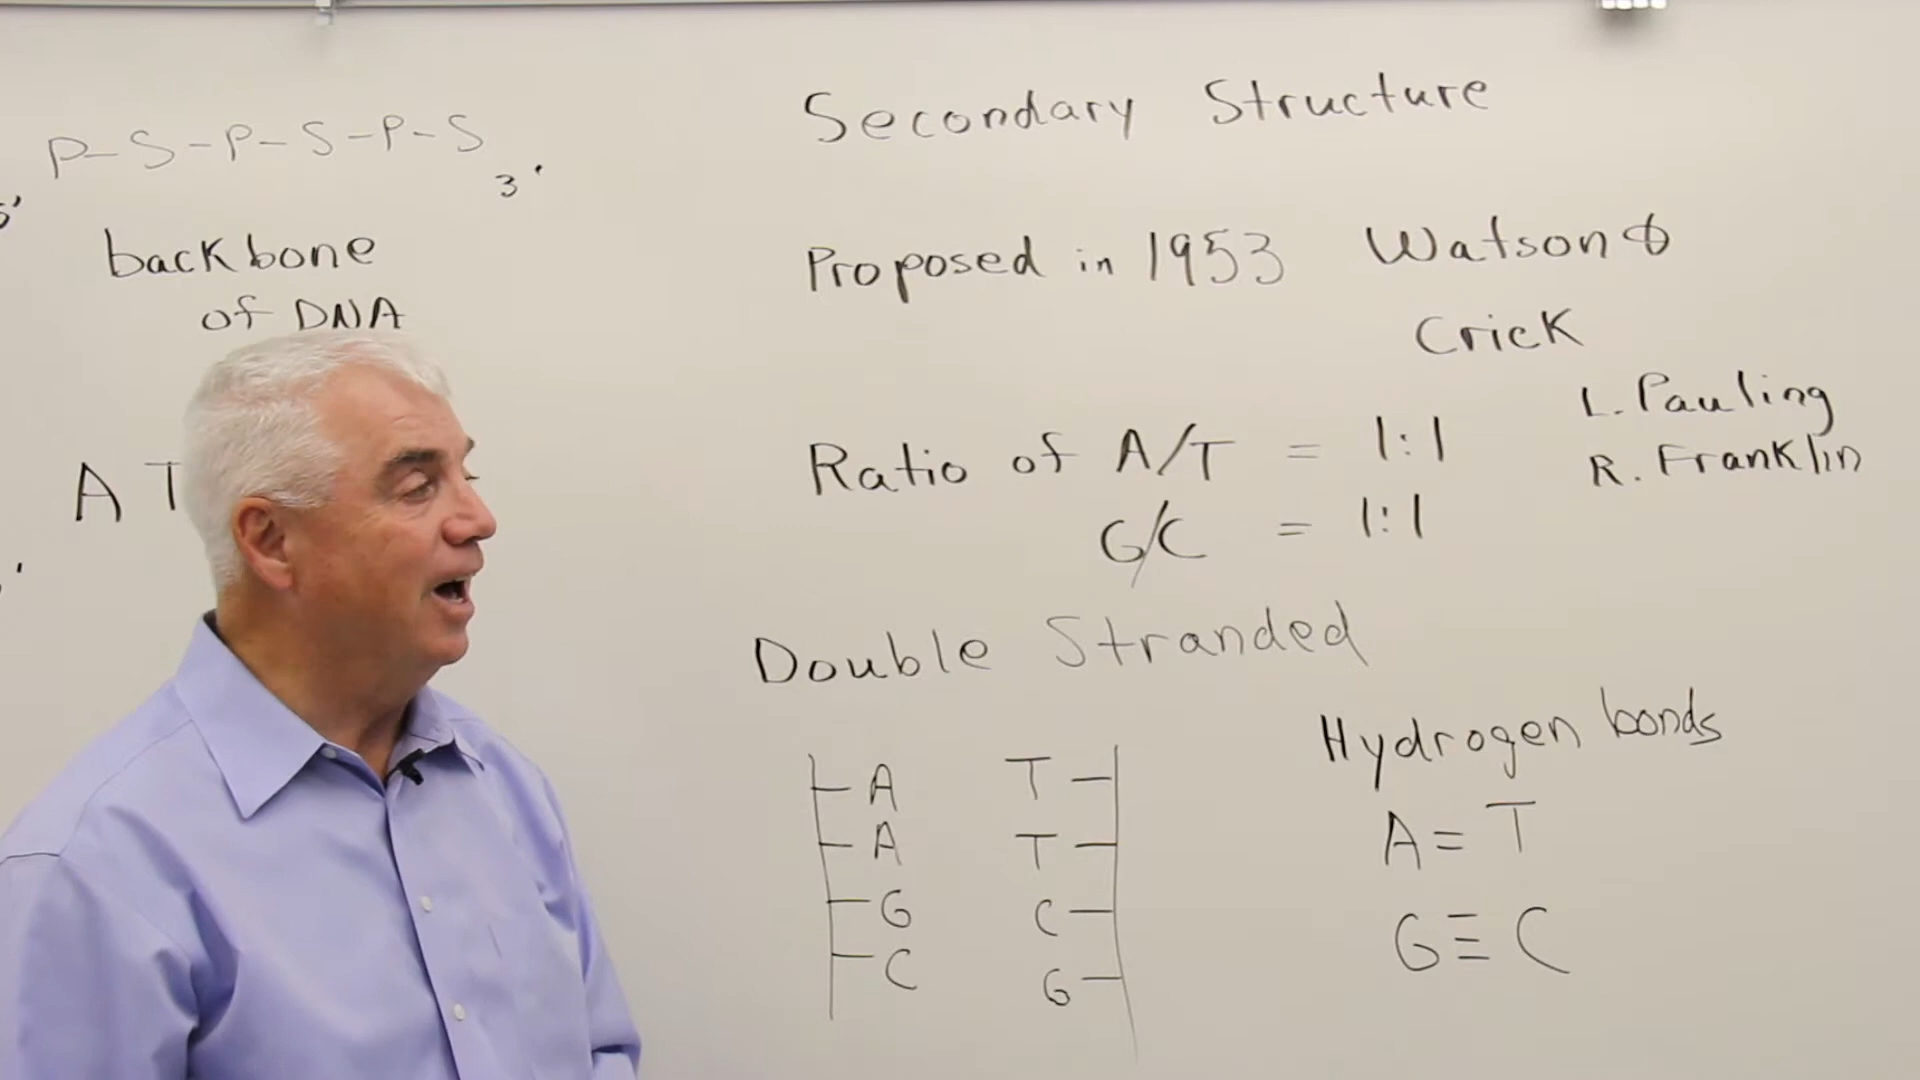 P-S-P-S-P-S
5' 3'
backbone
of DNA
A T
'
Secondary Structure
Proposed in 1953 Watson &
Crick
L. Pauling
R. Franklin
Ratio of A/T = 1:1
G/C = 1:1
Double Stranded
Hydrogen bonds
A T
A T
G C
C G
A = T
G ≡ C